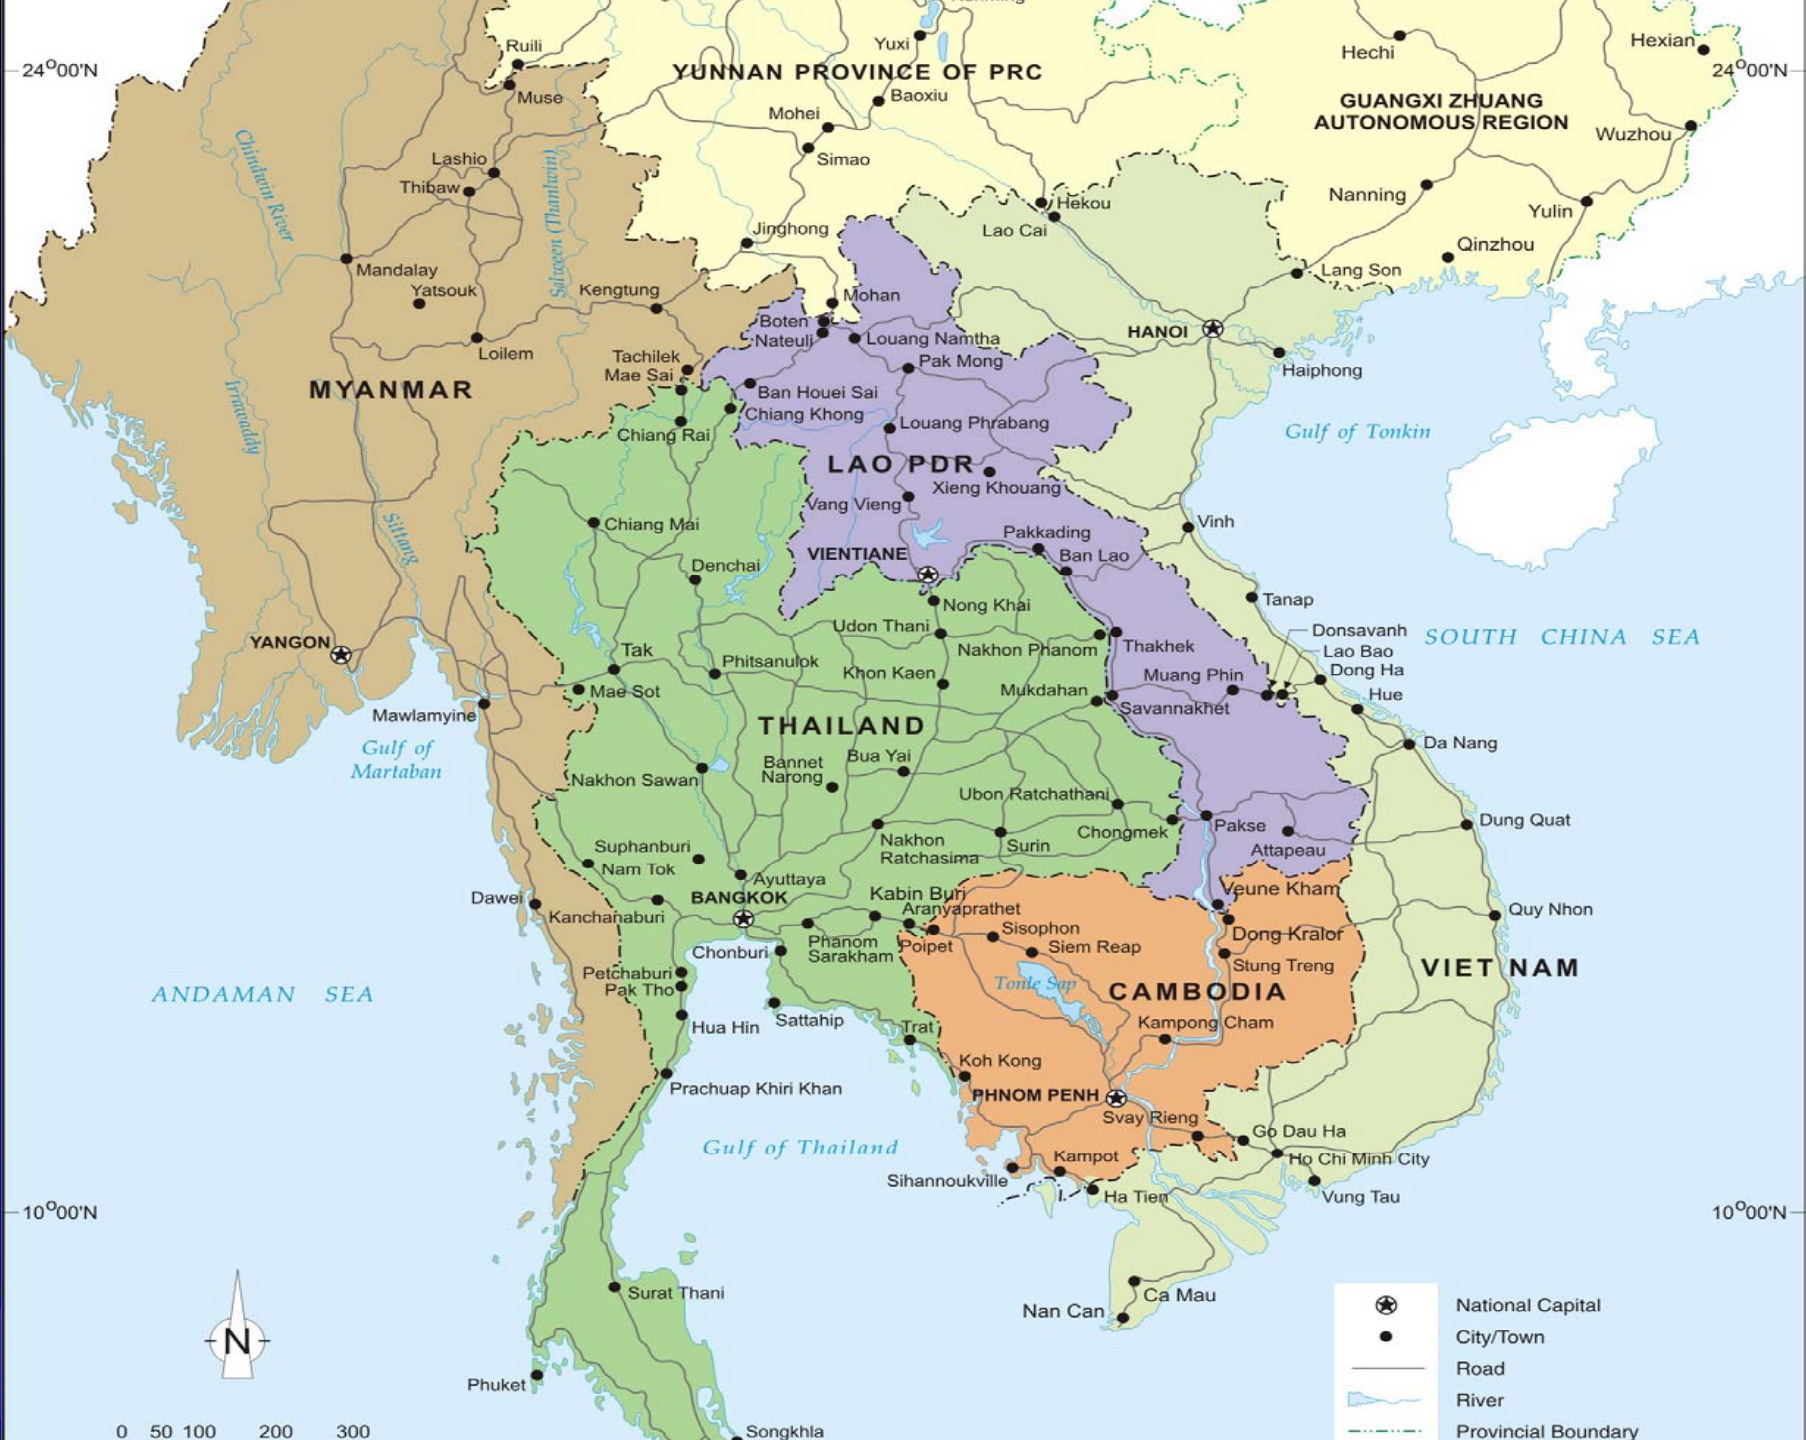 Ruili
Yuxi
Hechi
Hexian
24⁰00'N
YUNNAN PROVINCE OF PRC
24⁰00'N
Muse
Baoxiu
GUANGXI ZHUANG
AUTONOMOUS REGION
Mohei
Wuzhou
Chindwin River
Lashio
Simao
Thibaw
Salween (Thanlwin)
Nanning
Hekou
Yulin
Jinghong
Lao Cai
Qinzhou
Mandalay
Lang Son
Yatsouk
Kengtung
Mohan
Boten
Nateuli
HANOI
Louang Namtha
Loilem
Tachilek
Pak Mong
Mae Sai
Haiphong
MYANMAR
Ban Houei Sai
Irrawaddy
Chiang Khong
Louang Phrabang
Gulf of Tonkin
Chiang Rai
LAO PDR
Xieng Khouang
Vang Vieng
Sittang
Chiang Mai
Vinh
Pakkading
VIENTIANE
Ban Lao
Denchai
Tanap
Nong Khai
Udon Thani
Donsavanh
SOUTH CHINA SEA
YANGON
Tak
Nakhon Phanom
Thakhek
Lao Bao
Phitsanulok
Khon Kaen
Muang Phin
Dong Ha
Mae Sot
Mukdahan
Hue
Savannakhet
Mawlamyine
THAILAND
Gulf of
Martaban
Da Nang
Bua Yai
Bannet
Narong
Nakhon Sawan
Ubon Ratchathani
Dung Quat
Pakse
Chongmek
Nakhon
Ratchasima
Surin
Suphanburi
Attapeau
Nam Tok
Ayuttaya
Veune Kham
Dawei
BANGKOK
Kabin Buri
Kanchanaburi
Aranyaprathet
Quy Nhon
Sisophon
Dong Kralor
Phanom
Sarakham
Poipet
Siem Reap
Chonburi
Stung Treng
VIET NAM
Petchaburi
Tonle Sap
Pak Tho
CAMBODIA
ANDAMAN SEA
Hua Hin
Sattahip
Trat
Kampong Cham
Koh Kong
Prachuap Khiri Khan
PHNOM PENH
Svay Rieng
Go Dau Ha
Gulf of Thailand
Kampot
Ho Chi Minh City
Sihannoukville
Ha Tien
Vung Tau
10⁰00'N
10⁰00'N
Surat Thani
Ca Mau
Nan Can
National Capital
N
City/Town
Road
Phuket
River
0 50 100 200 300
Songkhla
Provincial Boundary